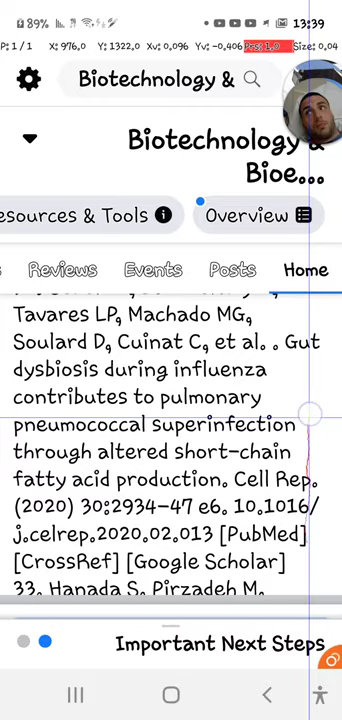 89% 13:39
P: 1 / 1 X: 976,0 Y: 1322,0 Xv: 0,096 Yv: -0,406 Prs: 1,0 Size: 0,04
Biotechnology &
Biotechnology &
Bioe...
esources & Tools Overview
Reviews Events Posts Home
Tavares LP, Machado MG,
Soulard D, Cuinat C, et al. . Gut
dysbiosis during influenza
contributes to pulmonary
pneumococcal superinfection
through altered short-chain
fatty acid production. Cell Rep.
(2020) 30:2934-47 e6. 10.1016/
j.celrep.2020.02.013 [PubMed]
[CrossRef] [Google Scholar]
33. Hanada S, Pirzadeh M,
Important Next Steps